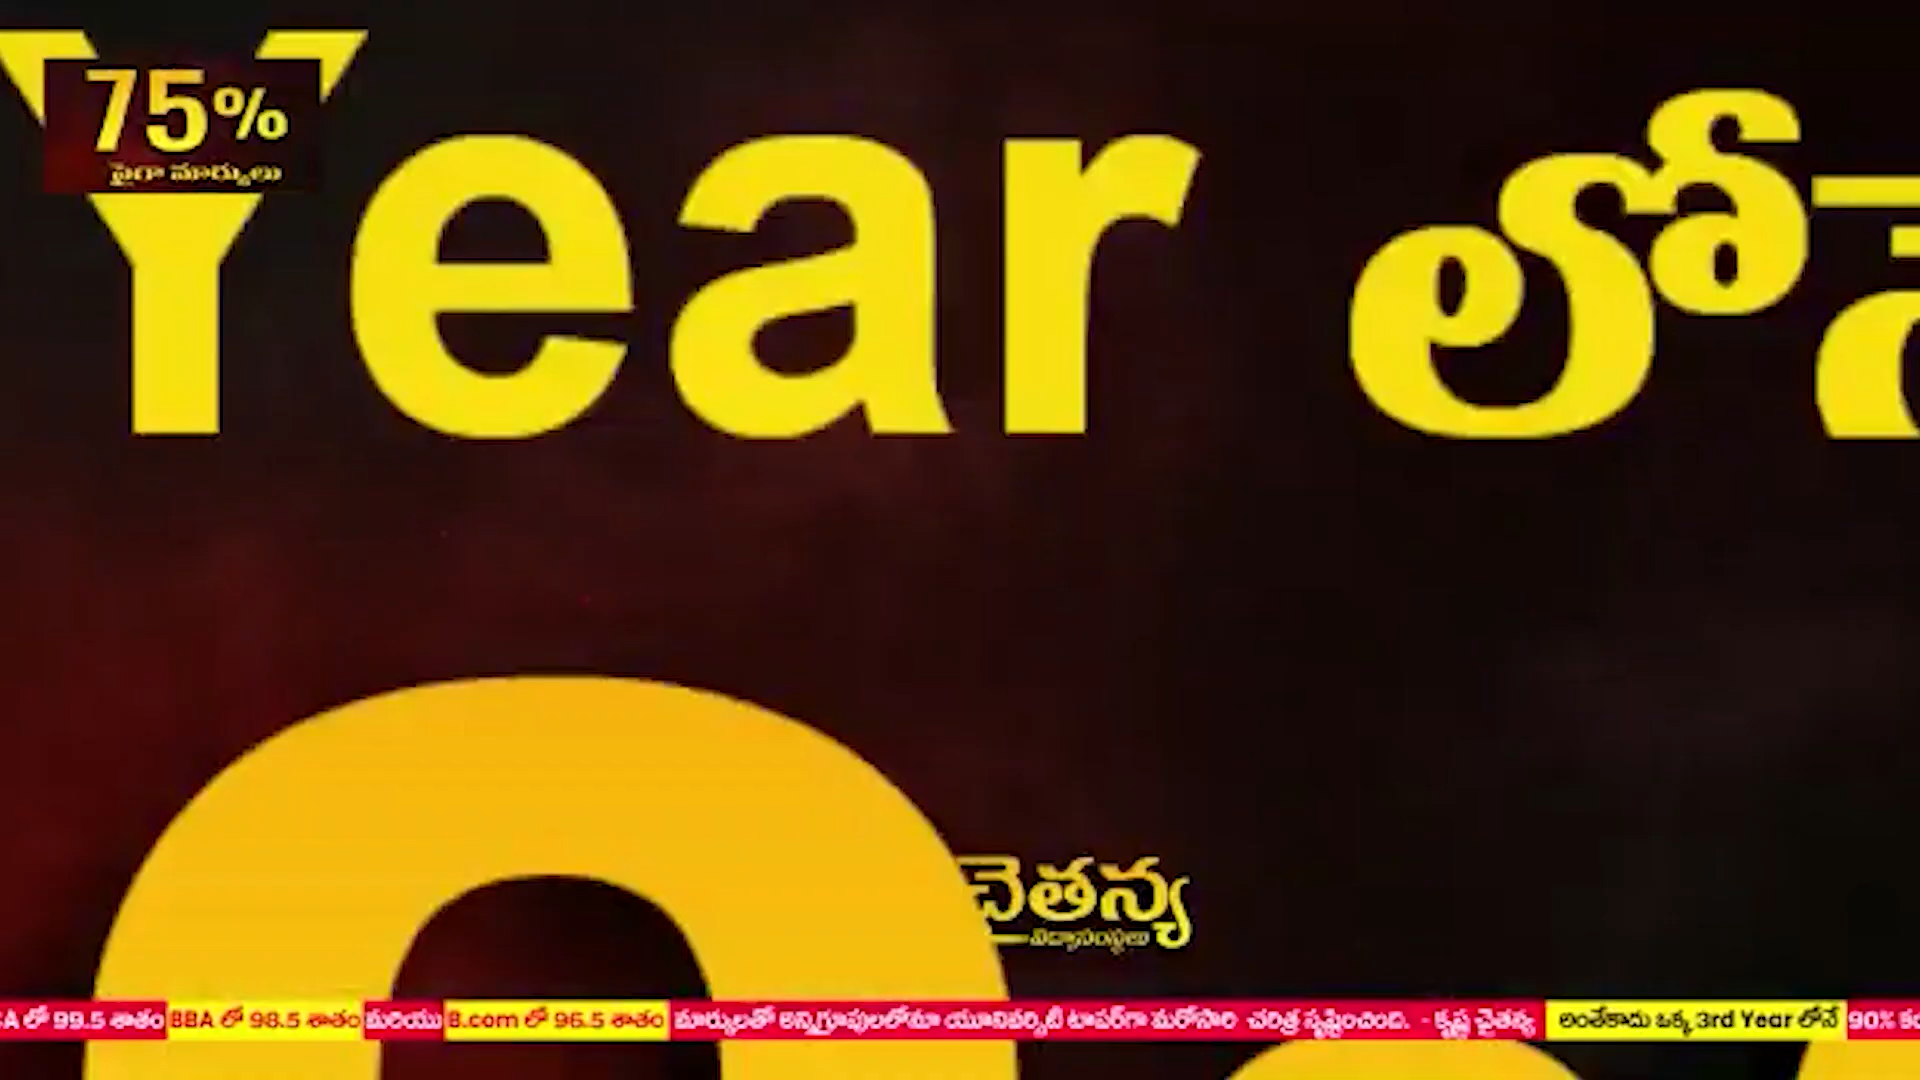 75%
పైగా మార్కులు
Year లోనే
చైతన్య
విద్యాసంస్థలు
లో 99.5 శాతం BBA లో 98.5 శాతం మరియు B.com లో 96.5 శాతం మార్కులతో అన్నిగ్రూపులలోనూ యూనివర్సిటీ టాపర్‌గా మరోసారి చరిత్ర సృష్టించింది. - కృష్ణ చైతన్య అంతేకాదు ఒక్క 3rd Year లోనే 90%